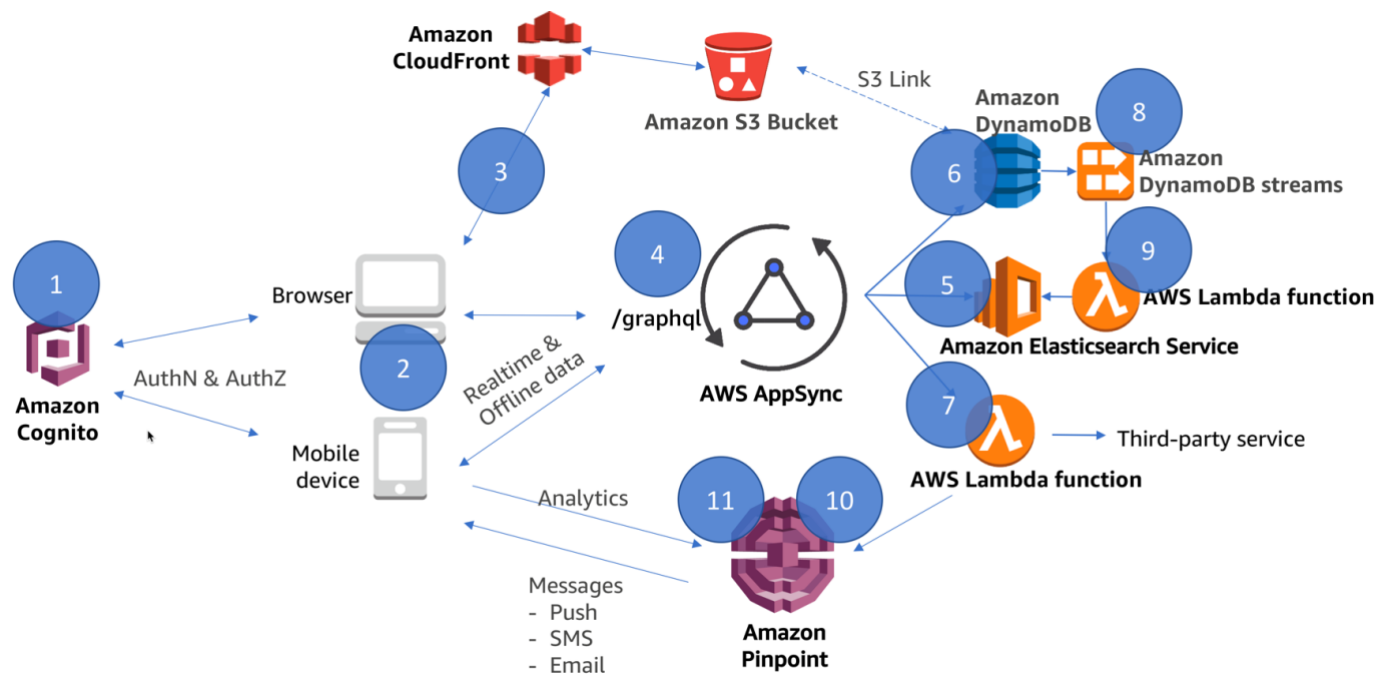 Amazon
CloudFront
Amazon S3 Bucket
S3 Link
Amazon
DynamoDB
8
Amazon
DynamoDB streams
3
6
1
4
5
9
Browser
/graphql
AWS Lambda function
Amazon Elasticsearch Service
2
Realtime &
Offline data
AuthN & AuthZ
AWS AppSync
Amazon
Cognito
7
Third-party service
Mobile
device
AWS Lambda function
Analytics
11
10
Messages
- Push
- SMS
- Email
Amazon
Pinpoint